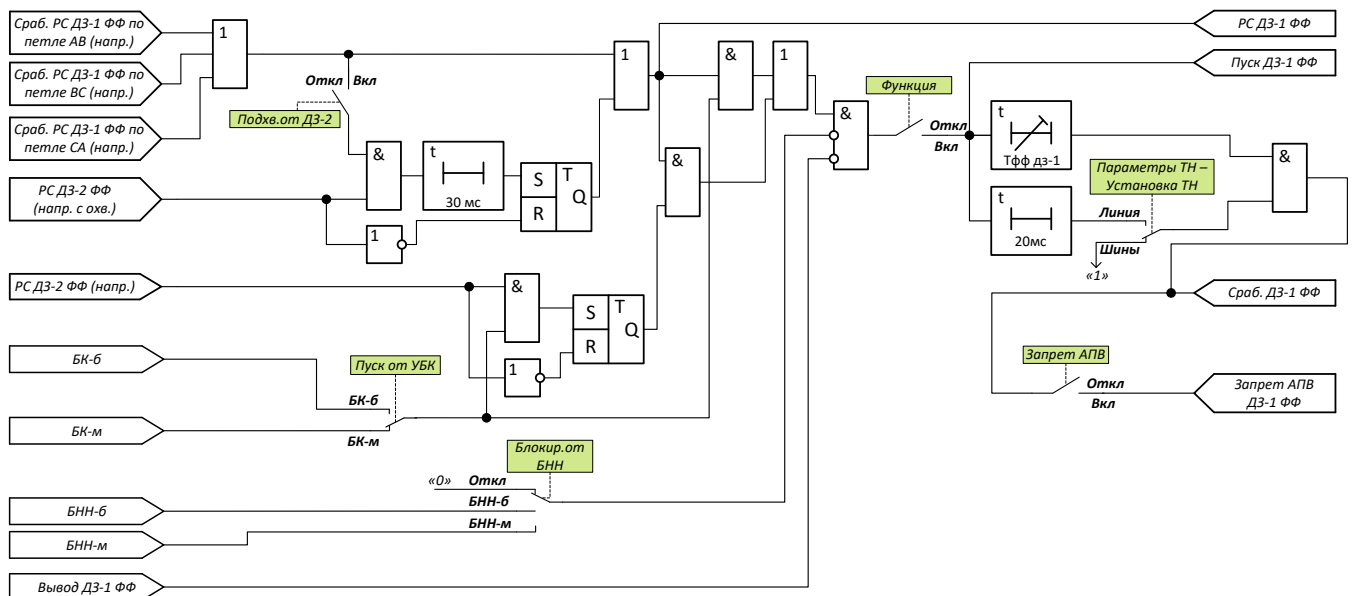 Сраб. РС ДЗ-1 ФФ по
петле АВ (напр.)
Сраб. РС ДЗ-1 ФФ по
петле ВС (напр.)
Сраб. РС ДЗ-1 ФФ по
петле СА (напр.)
РС ДЗ-2 ФФ
(напр. с охв.)
РС ДЗ-2 ФФ (напр.)
БК-б
БК-м
БНН-б
БНН-м
Вывод ДЗ-1 ФФ
1
Откл
Вкл
Подхв.от ДЗ-2
&
t
30 мс
S
T
R
Q
1
1
&
1
&
&
S
T
R
Q
1
Пуск от УБК
БК-б
БК-м
Блокир.от
БНН
«0»
Откл
БНН-б
БНН-м
&
Функция
Откл
Вкл
t
Тфф дз-1
t
20мс
Параметры ТН –
Установка ТН
Линия
Шины
«1»
&
Запрет АПВ
Откл
Вкл
РС ДЗ-1 ФФ
Пуск ДЗ-1 ФФ
Сраб. ДЗ-1 ФФ
Запрет АПВ
ДЗ-1 ФФ